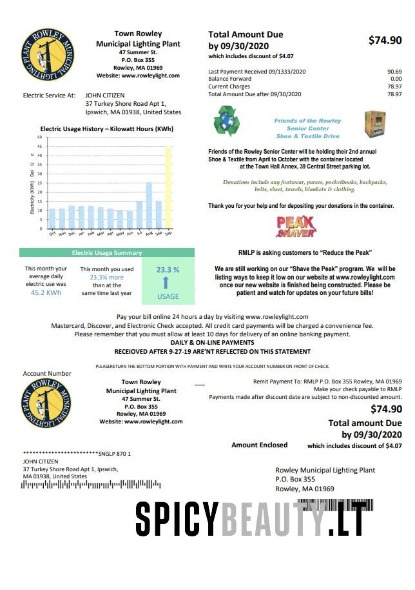 Town Rowley
Municipal Lighting Plant
47 Summer St.
P.O. Box 355
Rowley, MA 01969
Website: www.rowleylight.com
Total Amount Due
by 09/30/2020
which includes discount of $4.07
$74.90
Last Payment Received 09/1333/2020 90.69
Balance Forward 0.00
Current Charges 78.97
Total Amount Due after 09/30/2020 78.97
Electric Service At: JOHN CITIZEN
37 Turkey Shore Road Apt 1,
Ipswich, MA 01938, United States
Electric Usage History – Kilowatt Hours (KWh)
50
45
40
35
30
25
20
15
10
5
0
Friends of the Rowley
Senior Center
Shoe & Textile Drive
Friends of the Rowley Senior Center will be holding their 2nd annual
Shoe & Textile from April to October with the container located
at the Town Hall Annex, 39 Central Street parking lot.
Donations include any footwear, purses, pocketbooks, backpacks,
belts, sheet, towels, blankets & clothing.
Thank you for your help and for depositing your donations in the container.
PEAK
SHAVER
Electric Usage Summary
This month your
average daily
electric use was
45.2 KWh
This month you used
23.3% more
than at the
same time last year
23.3 %
USAGE
RMLP is asking customers to “Reduce the Peak”
We are still working on our “Shave the Peak” program. We will be
listing ways to keep it low on our website at www.rowleylight.com
once our new website is finished being constructed. Please be
patient and watch for updates on your future bills!
Pay your bill online 24 hours a day by visiting www.rowleylight.com
Mastercard, Discover, and Electronic Check accepted. All credit card payments will be charged a convenience fee.
Please remember that you must allow at least 10 days for delivery of an online banking payment.
DAILY & ON-LINE PAYMENTS
RECEIOVED AFTER 9-27-19 ARE’NT REFLECTED ON THIS STATEMENT
PLEASERETURN THE BOTTOM PORTION WITH PAYMENT AND WHEN YOUR ACCOUNT NUMBER ON FRONT OF CHECK.
Account Number
Town Rowley
Municipal Lighting Plant
47 Summer St.
P.O. Box 355
Rowley, MA 01969
Website: www.rowleylight.com
Remit Payment To: RMLP P.O. Box 355 Rowley, MA 01969
Make your check payable to RMLP
Payments made after discount date are subject to non-discounted amount.
$74.90
Total amount Due
by 09/30/2020
Amount Enclosed which includes discount of $4.07
SNGLP 870 1
JOHN CITIZEN
37 Turkey Shore Road Apt 1, Ipswich,
MA 01938, United States
Rowley Municipal Lighting Plant
P.O. Box 355
Rowley, MA 01969
SPICYBEAUTY.LT